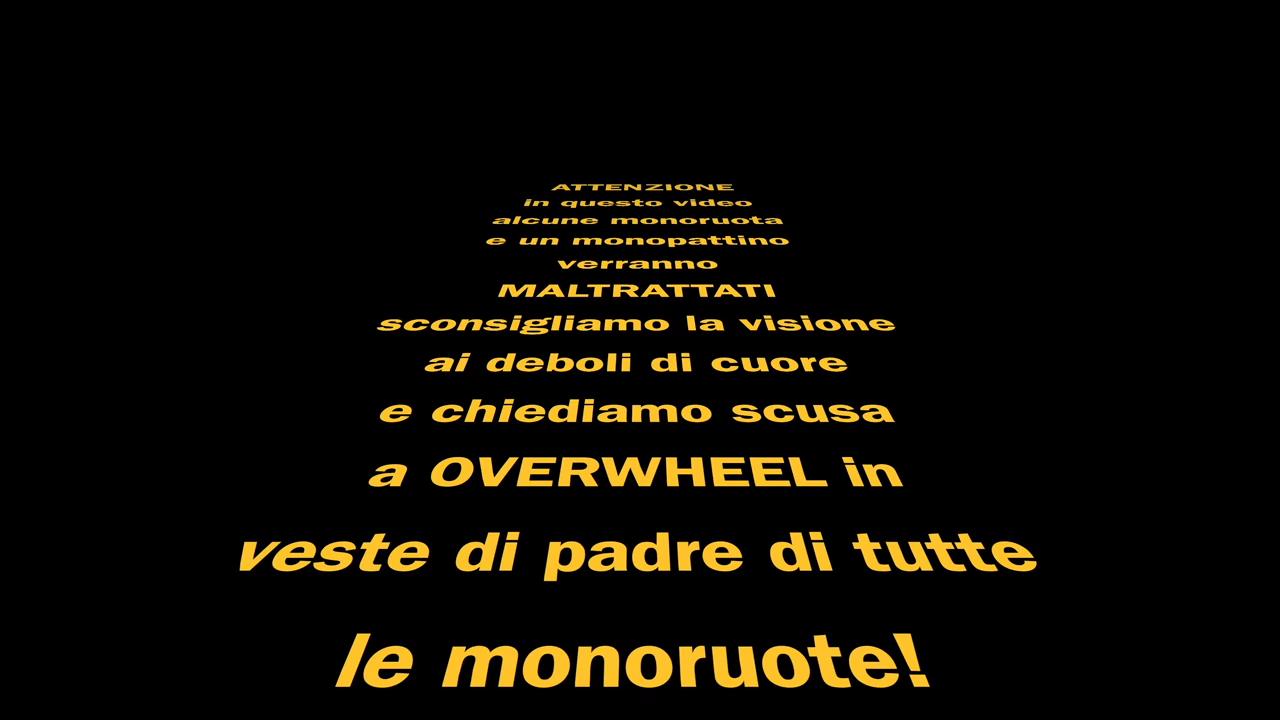 ATTENZIONE
in questo video
alcune monoruota
e un monopattino
verranno
MALTRATTATI
sconsigliamo la visione
ai deboli di cuore
e chiediamo scusa
a OVERWHEEL in
veste di padre di tutte
le monoruote!